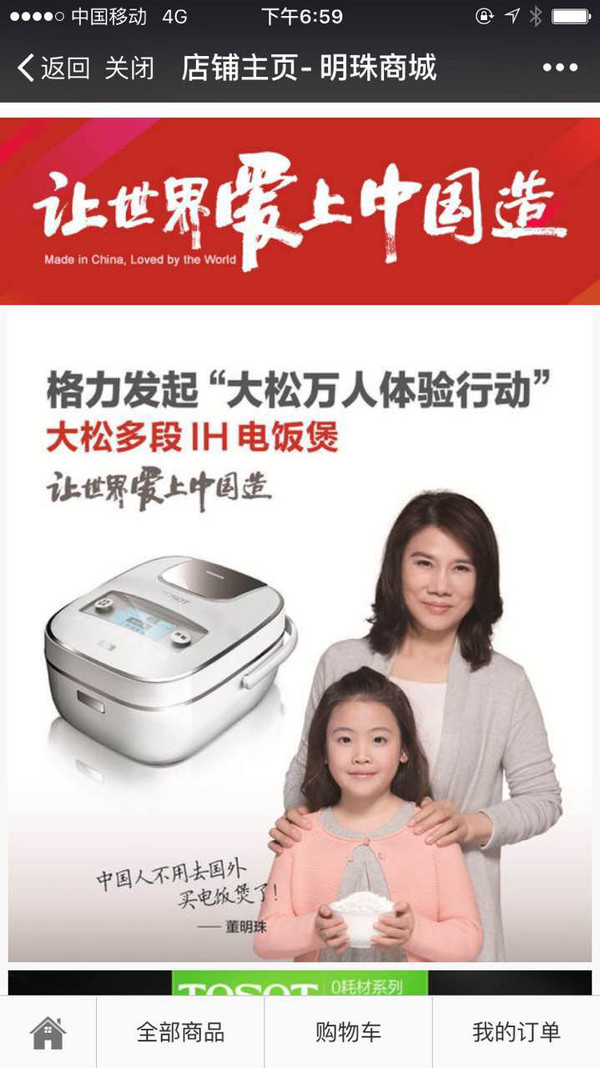 中国移动 4G 下午6:59
返回 关闭 店铺主页- 明珠商城
让世界爱上中国造
Made in China, Loved by the World
格力发起“大松万人体验行动”
大松多段IH电饭煲
让世界爱上中国造
TOSOT
中国人不用去国外
买电饭煲了!
—— 董明珠
TOSOT 0耗材系列
全部商品 购物车 我的订单